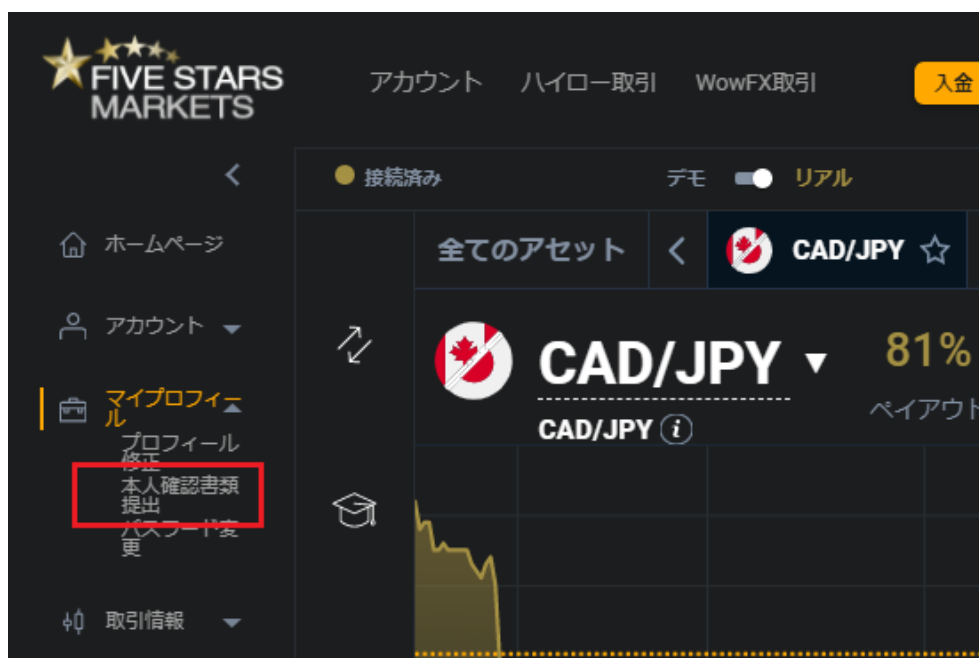 FIVE STARS
MARKETS
アカウント ハイロー取引 WowFX取引 入金
接続済み デモ リアル
ホームページ
アカウント
マイプロフィー
ル
プロフィール
修正
本人確認書類
提出
パスワード変
更
取引情報
全てのアセット CAD/JPY
CAD/JPY 81%
CAD/JPY i ペイアウト